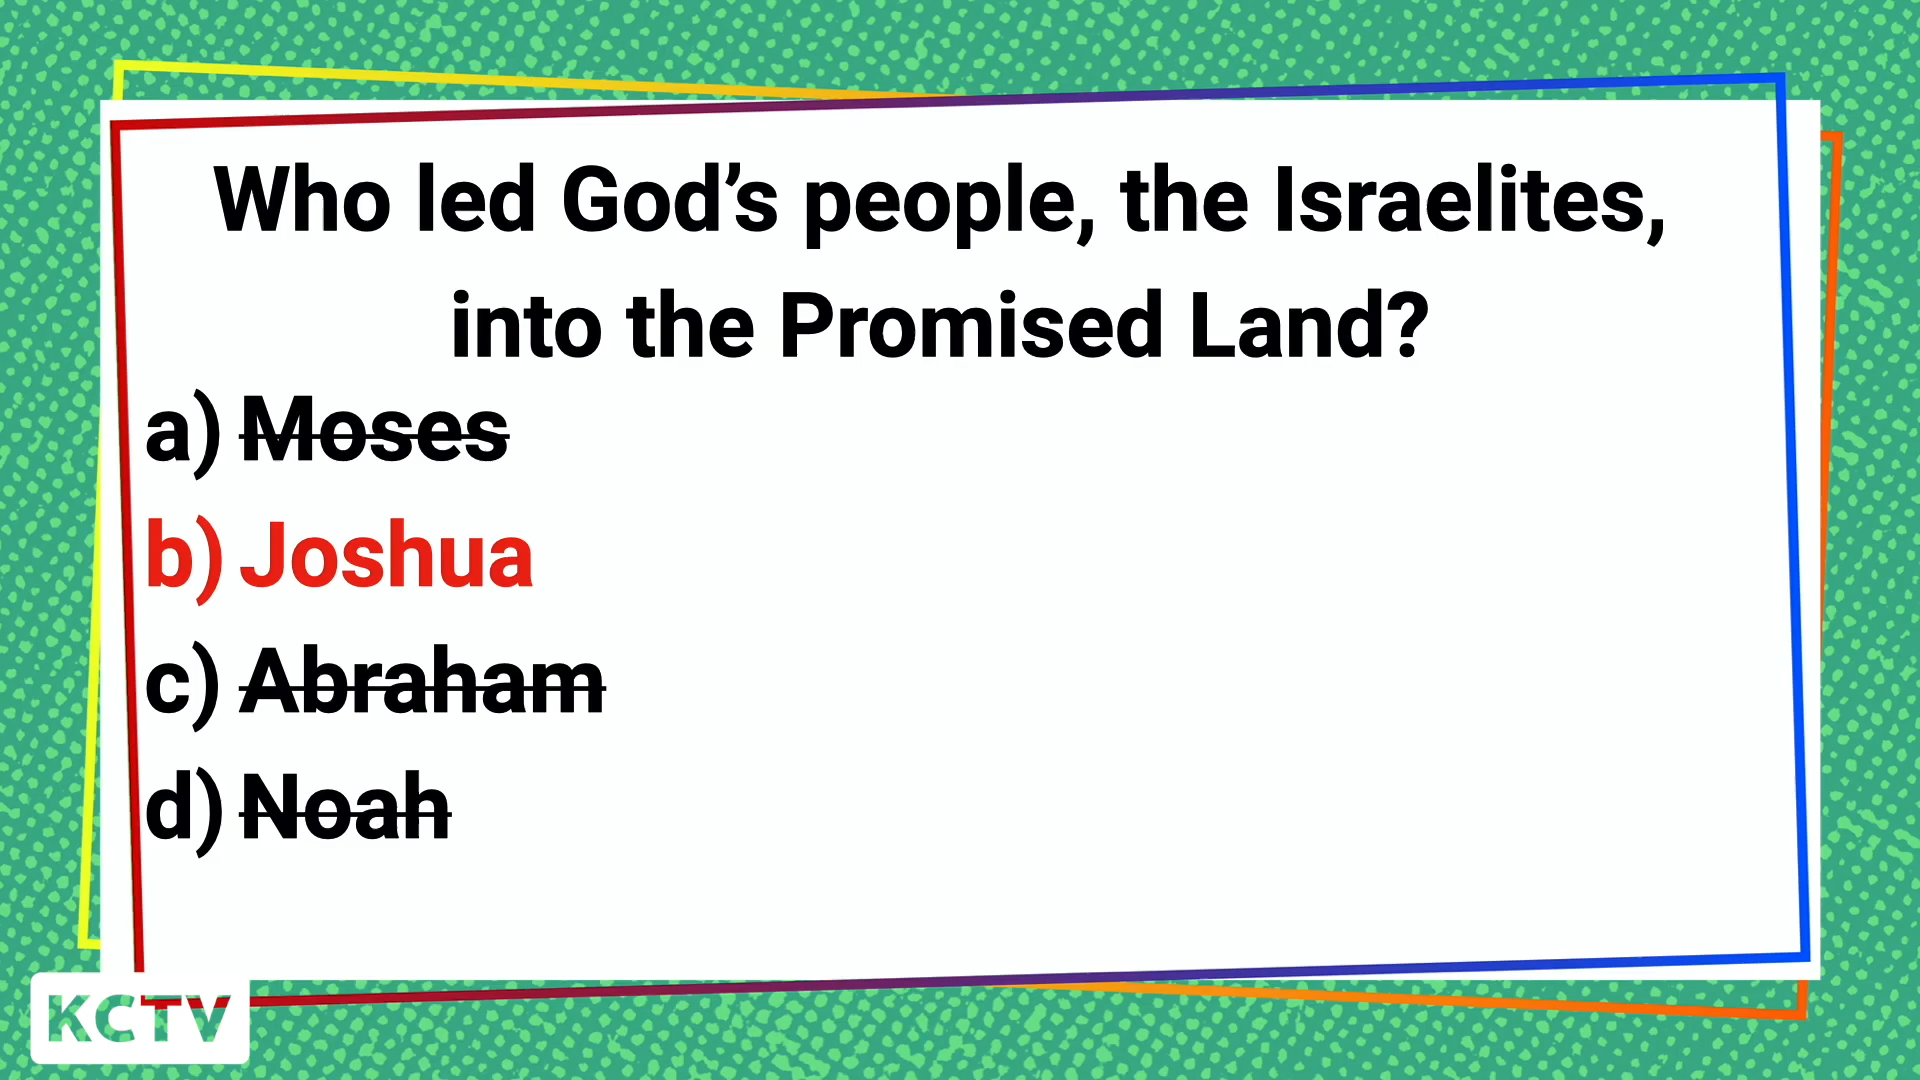 Who led God’s people, the Israelites,
into the Promised Land?
a) Moses
b) Joshua
c) Abraham
d) Noah
KCTV